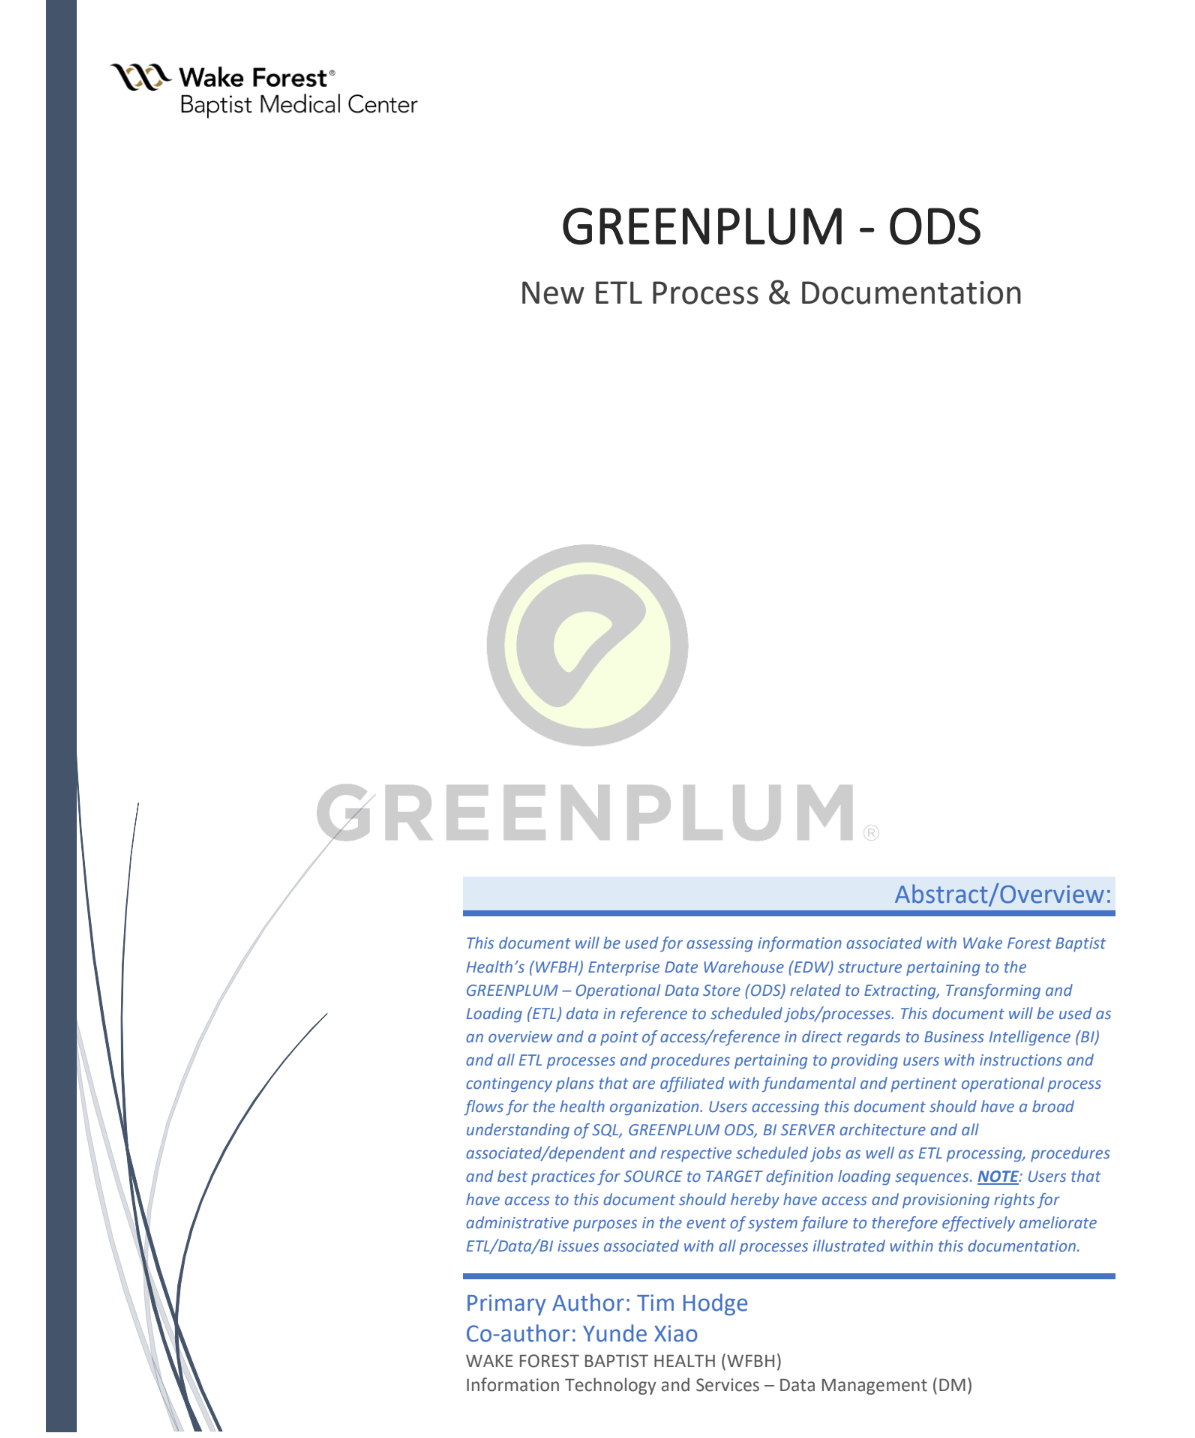 Wake Forest®
Baptist Medical Center
GREENPLUM - ODS
New ETL Process & Documentation
GREENPLUM®
Abstract/Overview:
This document will be used for assessing information associated with Wake Forest Baptist
Health’s (WFBH) Enterprise Date Warehouse (EDW) structure pertaining to the
GREENPLUM – Operational Data Store (ODS) related to Extracting, Transforming and
Loading (ETL) data in reference to scheduled jobs/processes. This document will be used as
an overview and a point of access/reference in direct regards to Business Intelligence (BI)
and all ETL processes and procedures pertaining to providing users with instructions and
contingency plans that are affiliated with fundamental and pertinent operational process
flows for the health organization. Users accessing this document should have a broad
understanding of SQL, GREENPLUM ODS, BI SERVER architecture and all
associated/dependent and respective scheduled jobs as well as ETL processing, procedures
and best practices for SOURCE to TARGET definition loading sequences. NOTE: Users that
have access to this document should hereby have access and provisioning rights for
administrative purposes in the event of system failure to therefore effectively ameliorate
ETL/Data/BI issues associated with all processes illustrated within this documentation.
Primary Author: Tim Hodge
Co-author: Yunde Xiao
WAKE FOREST BAPTIST HEALTH (WFBH)
Information Technology and Services – Data Management (DM)